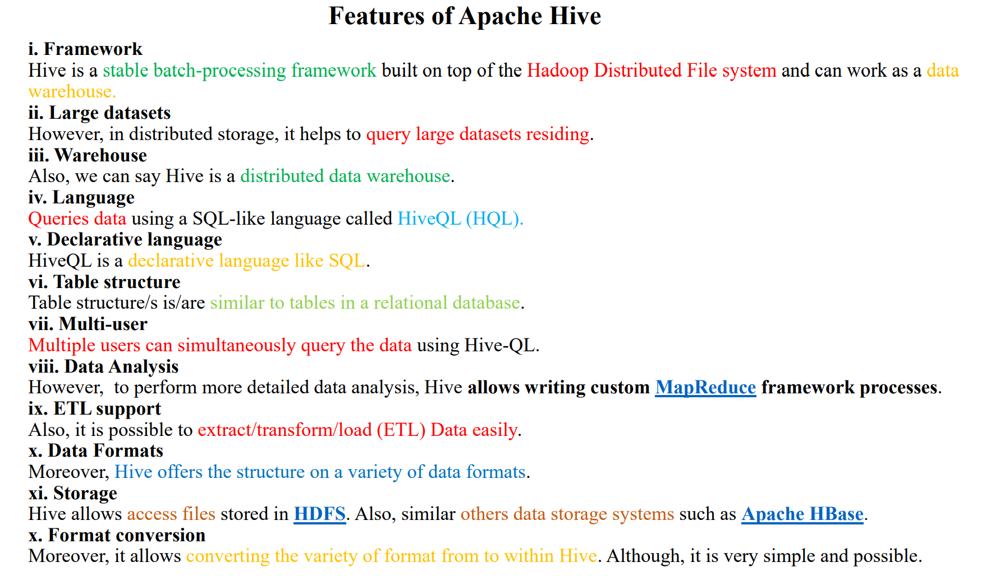 Features of Apache Hive
i. Framework
Hive is a stable batch-processing framework built on top of the Hadoop Distributed File system and can work as a data
warehouse.
ii. Large datasets
However, in distributed storage, it helps to query large datasets residing.
iii. Warehouse
Also, we can say Hive is a distributed data warehouse.
iv. Language
Queries data using a SQL-like language called HiveQL (HQL).
v. Declarative language
HiveQL is a declarative language like SQL.
vi. Table structure
Table structure/s is/are similar to tables in a relational database.
vii. Multi-user
Multiple users can simultaneously query the data using Hive-QL.
viii. Data Analysis
However,  to perform more detailed data analysis, Hive allows writing custom MapReduce framework processes.
ix. ETL support
Also, it is possible to extract/transform/load (ETL) Data easily.
x. Data Formats
Moreover, Hive offers the structure on a variety of data formats.
xi. Storage
Hive allows access files stored in HDFS. Also, similar others data storage systems such as Apache HBase.
x. Format conversion
Moreover, it allows converting the variety of format from to within Hive. Although, it is very simple and possible.